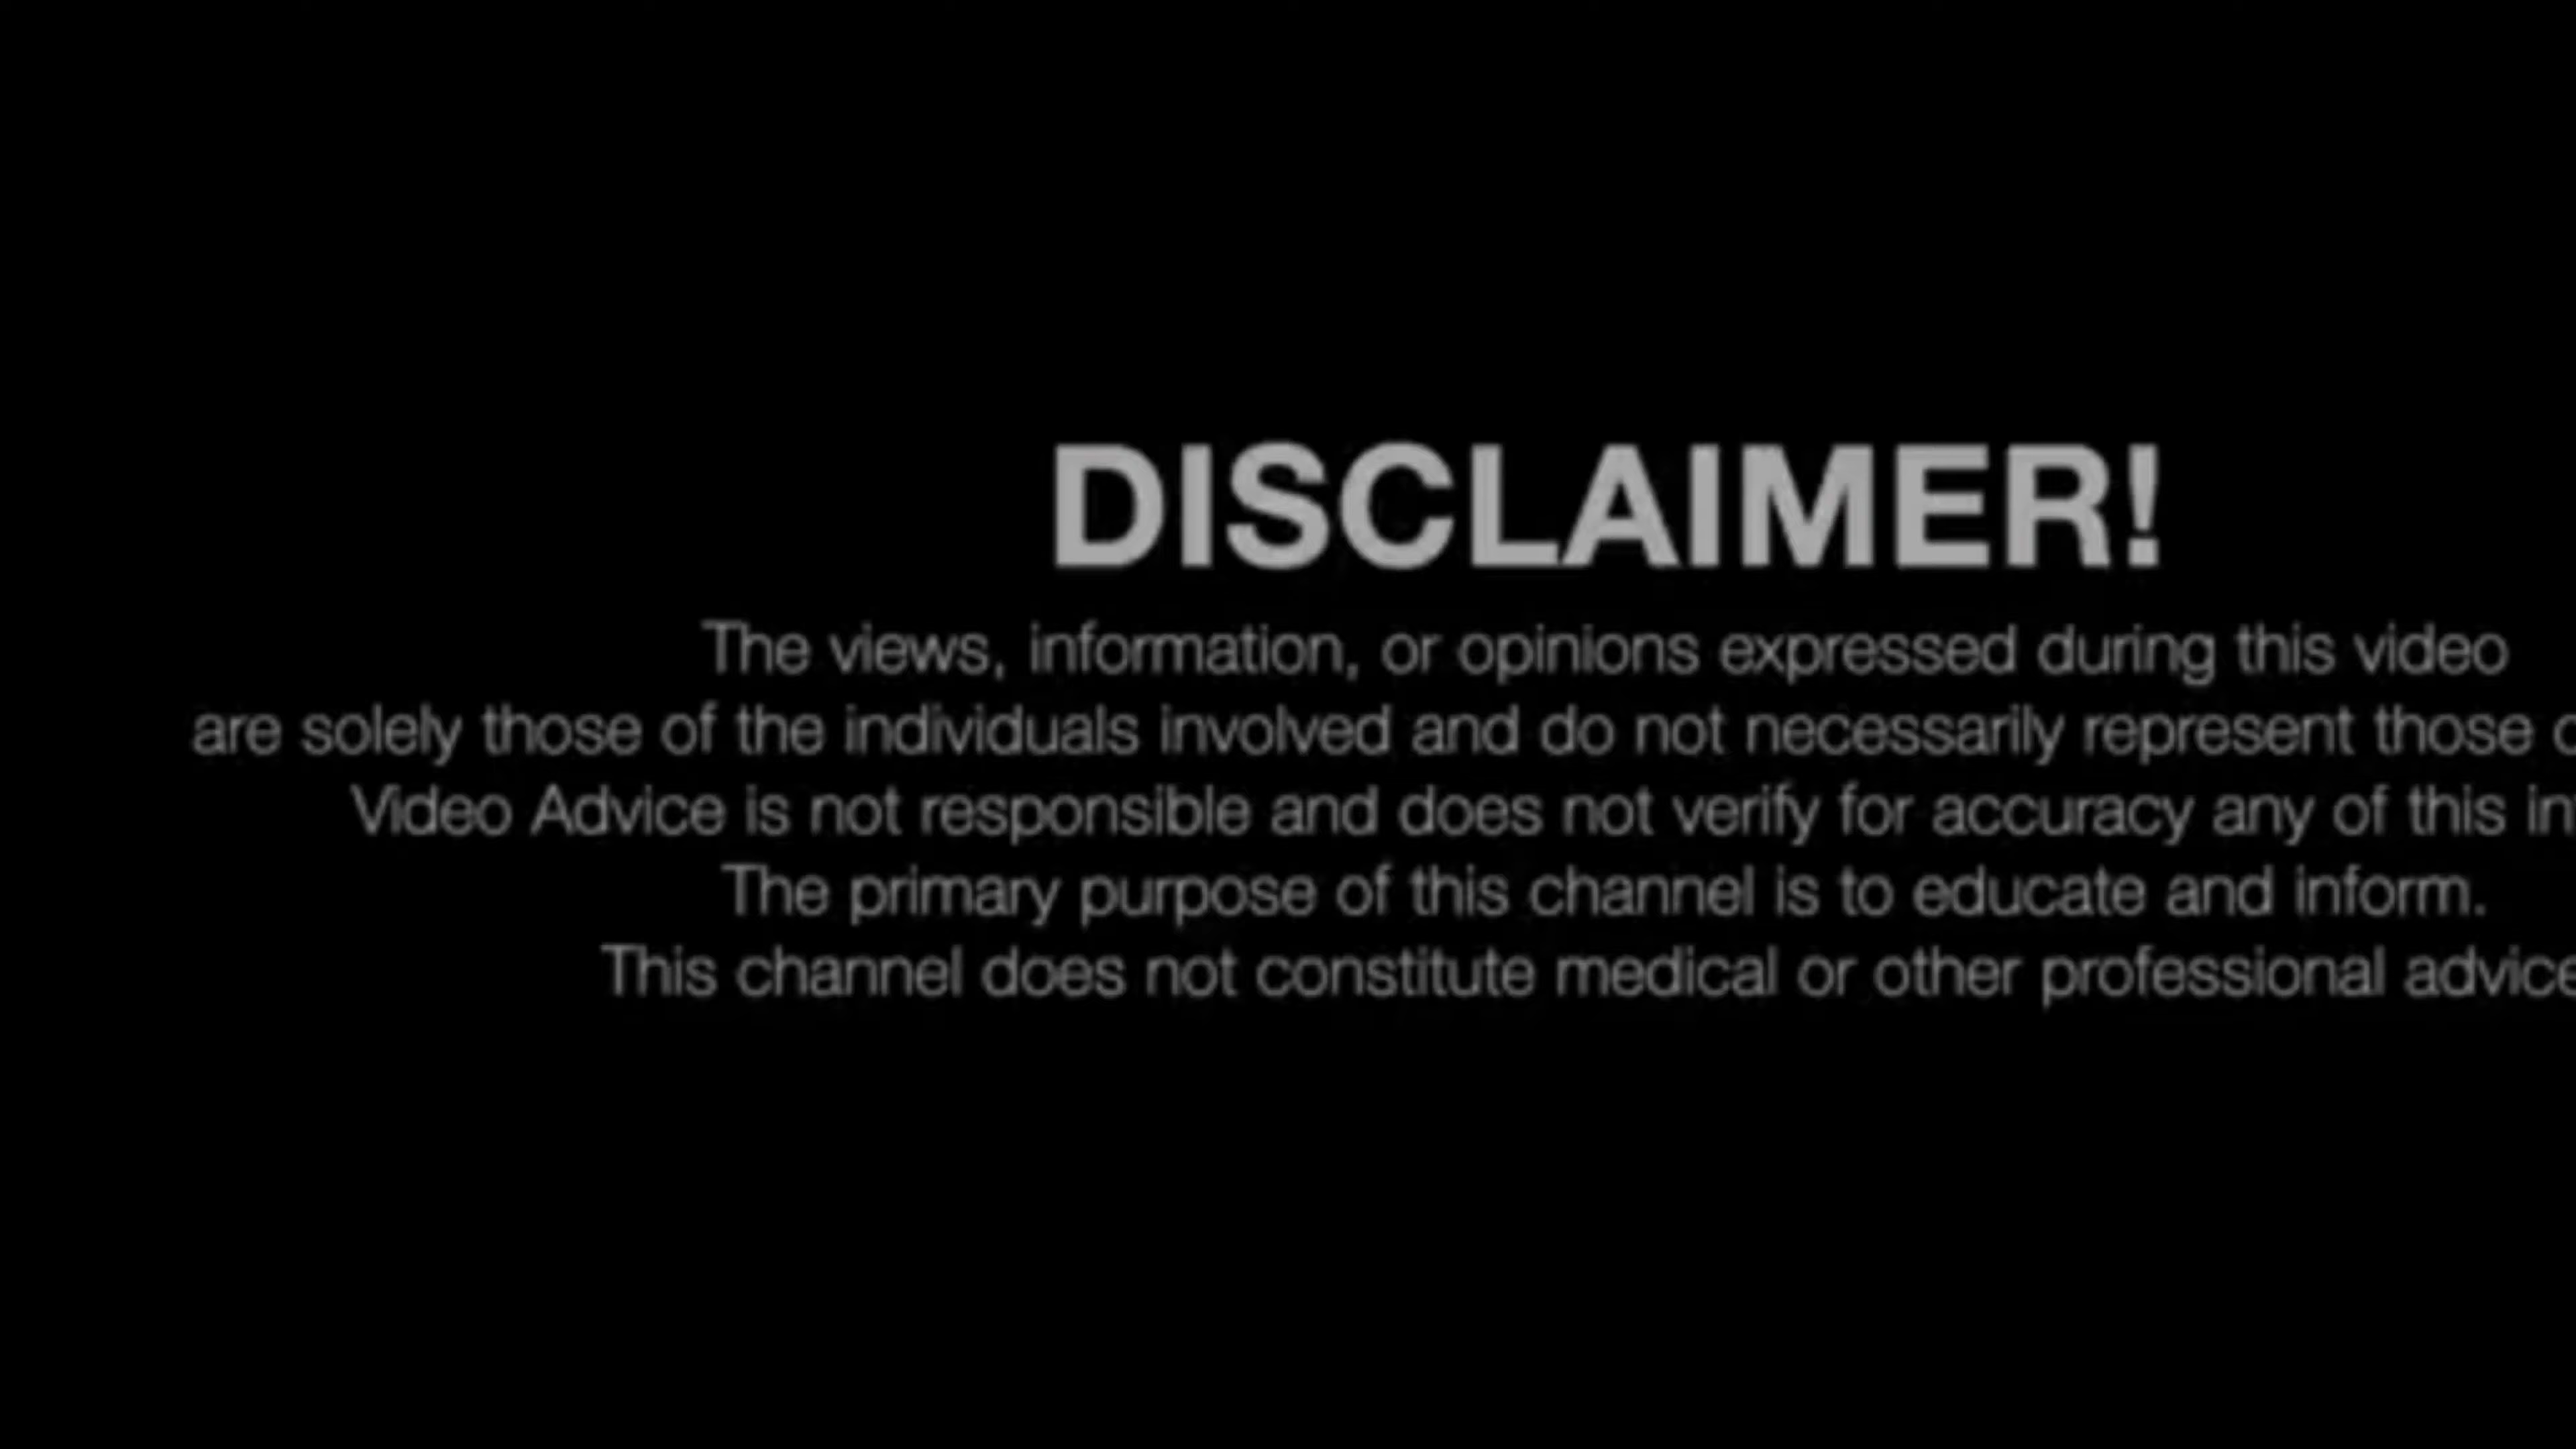 DISCLAIMER!
The views, information, or opinions expressed during this video
are solely those of the individuals involved and do not necessarily represent those
Video Advice is not responsible and does not verify for accuracy any of this
The primary purpose of this channel is to educate and inform.
This channel does not constitute medical or other professional advice